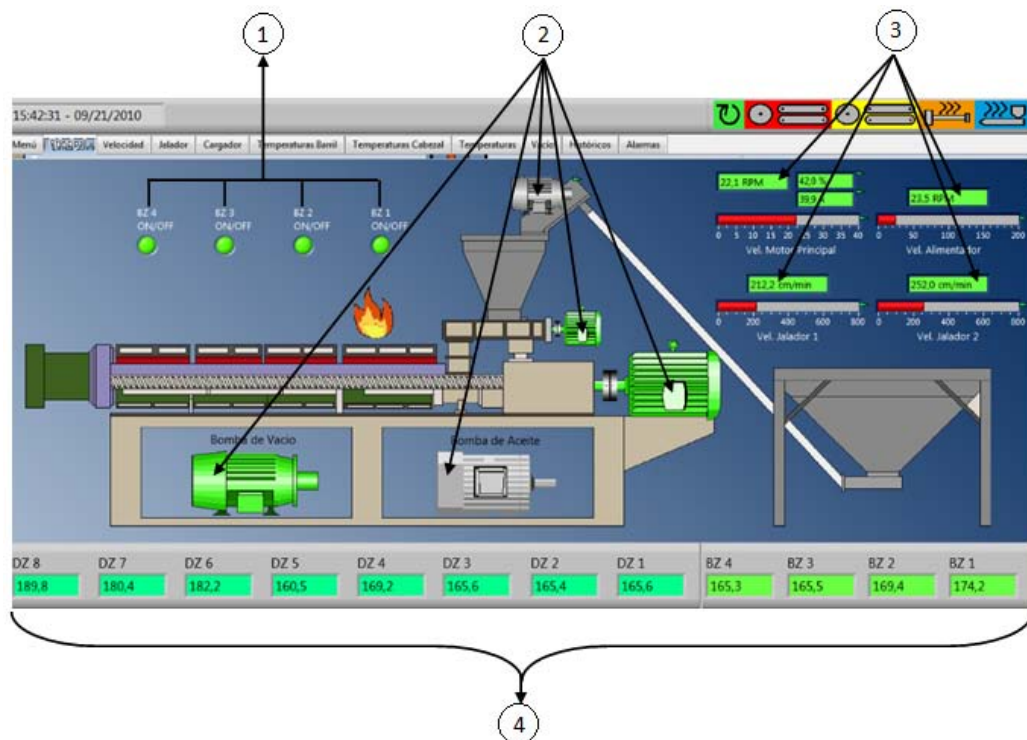 1
2
3
15:42:31 - 09/21/2010
Menú
Velocidad
Jalador
Cargador
Temperaturas Barril
Temperaturas Cabezal
Temperaturas
Vacío
Históricos
Alarmas
BZ 4
ON/OFF
BZ 3
ON/OFF
BZ 2
ON/OFF
BZ 1
ON/OFF
22,1 RPM
42,9 %
39,9 A
23,5 RPM
0 5 10 15 20 25 30 35 40
Vel. Motor Principal
0 50 100 150 200
Vel. Alimentador
212,2 cm/min
252,0 cm/min
0 200 400 600 800
Vel. Jalador 1
0 200 400 600 800
Vel. Jalador 2
Bomba de Vacio
Bomba de Aceite
DZ 8 DZ 7 DZ 6 DZ 5 DZ 4 DZ 3 DZ 2 DZ 1 BZ 4 BZ 3 BZ 2 BZ 1
189,8 180,4 182,2 160,5 169,2 165,6 165,4 165,6 165,3 165,5 169,4 174,2
4